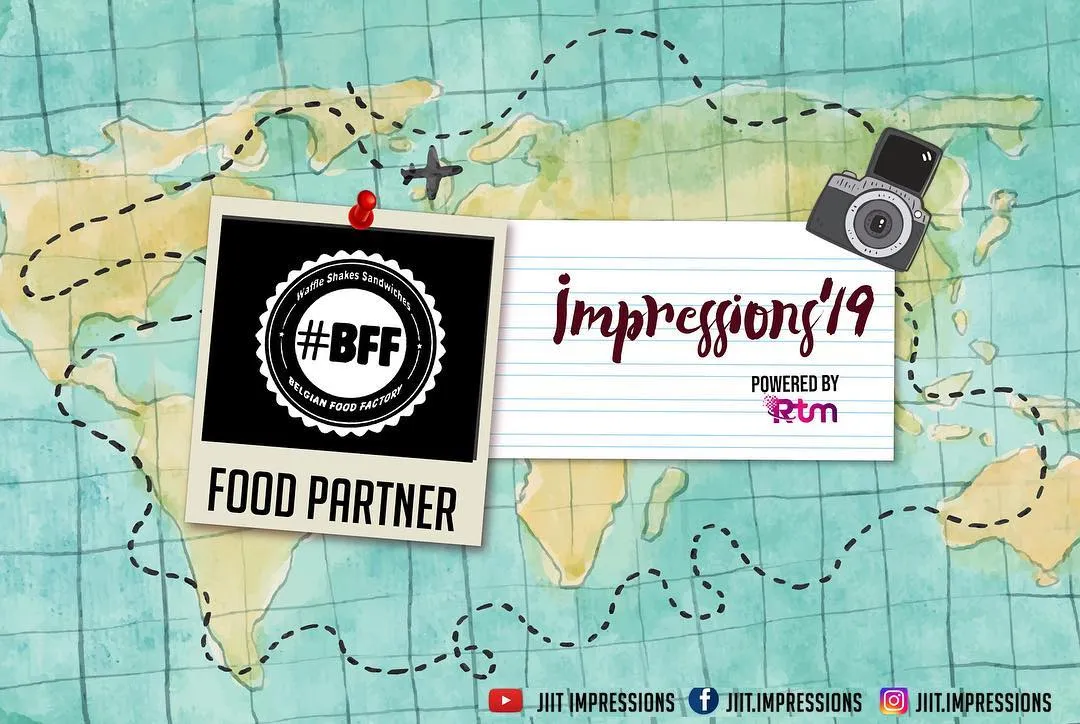 Waffle Shakes Sandwiches
#BFF
BELGIAN FOOD FACTORY
FOOD PARTNER
impressions'19
POWERED BY
Rtm
JIIT IMPRESSIONS JIIT.IMPRESSIONS JIIT.IMPRESSIONS